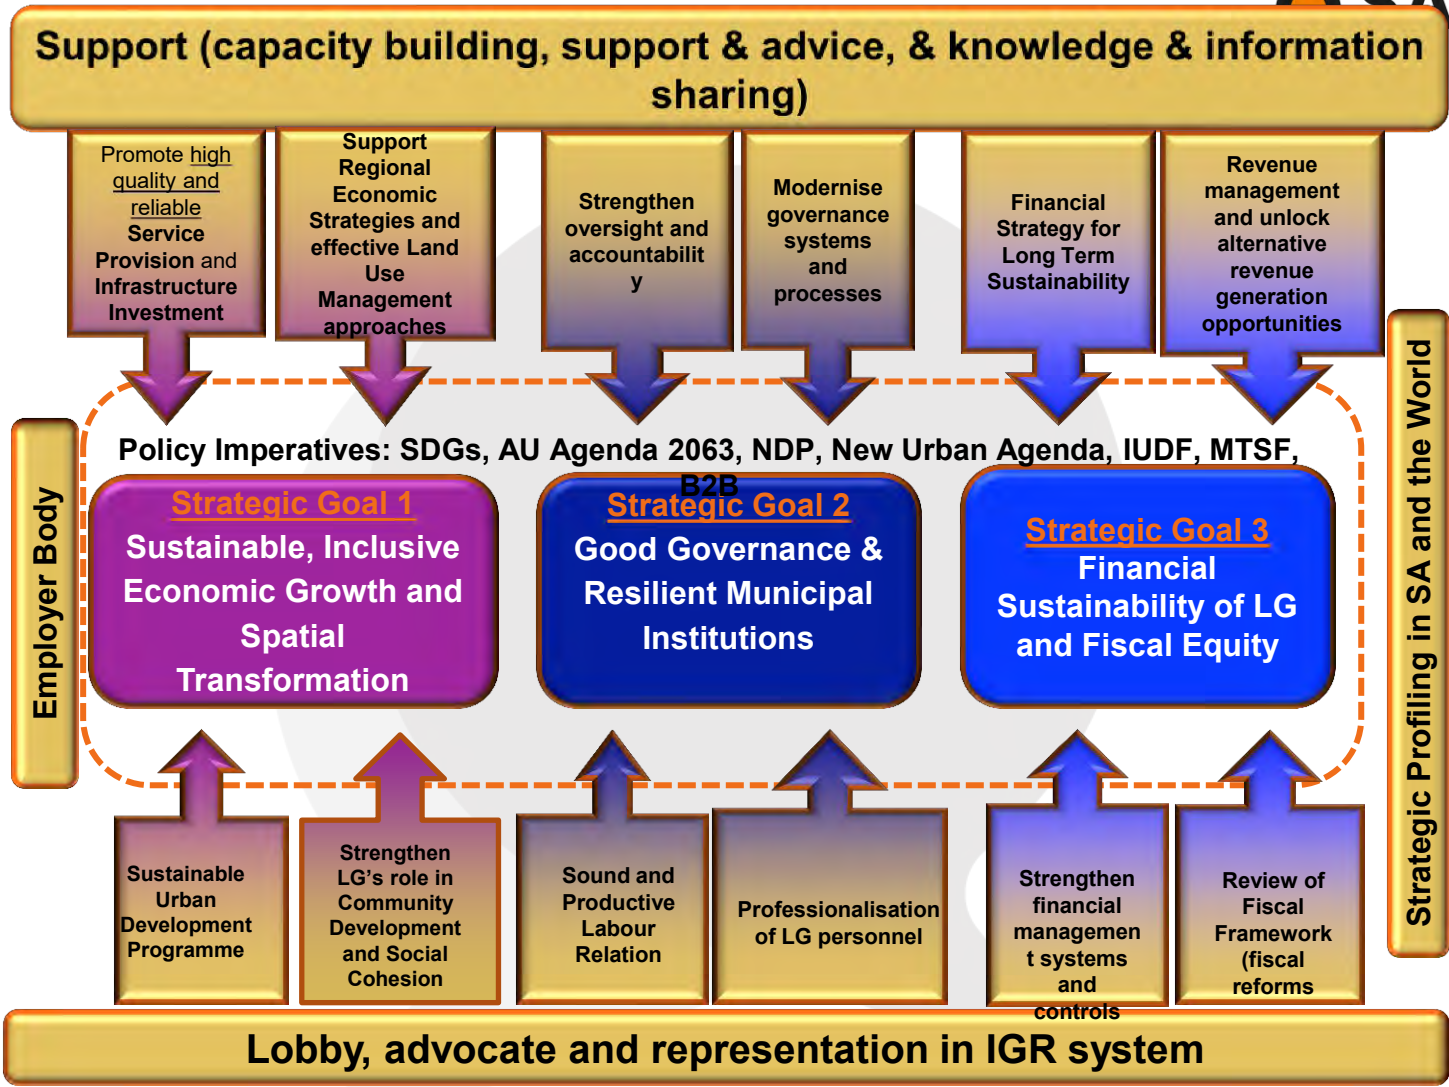 Support (capacity building, support & advice, & knowledge & information
sharing)
Promote high
quality and
reliable
Service
Provision and
Infrastructure
Investment
Support
Regional
Economic
Strategies and
effective Land
Use
Management
approaches
Strengthen
oversight and
accountabilit
y
Modernise
governance
systems
and
processes
Financial
Strategy for
Long Term
Sustainability
Revenue
management
and unlock
alternative
revenue
generation
opportunities
Employer Body
Policy Imperatives: SDGs, AU Agenda 2063, NDP, New Urban Agenda, IUDF, MTSF,
B2B
Strategic Goal 1
Sustainable, Inclusive
Economic Growth and
Spatial
Transformation
Strategic Goal 2
Good Governance &
Resilient Municipal
Institutions
Strategic Goal 3
Financial
Sustainability of LG
and Fiscal Equity
Strategic Profiling in SA and the World
Sustainable
Urban
Development
Programme
Strengthen
LG's role in
Community
Development
and Social
Cohesion
Sound and
Productive
Labour
Relation
Professionalisation
of LG personnel
Strengthen
financial
managemen
t systems
and
controls
Review of
Fiscal
Framework
(fiscal
reforms
Lobby, advocate and representation in IGR system